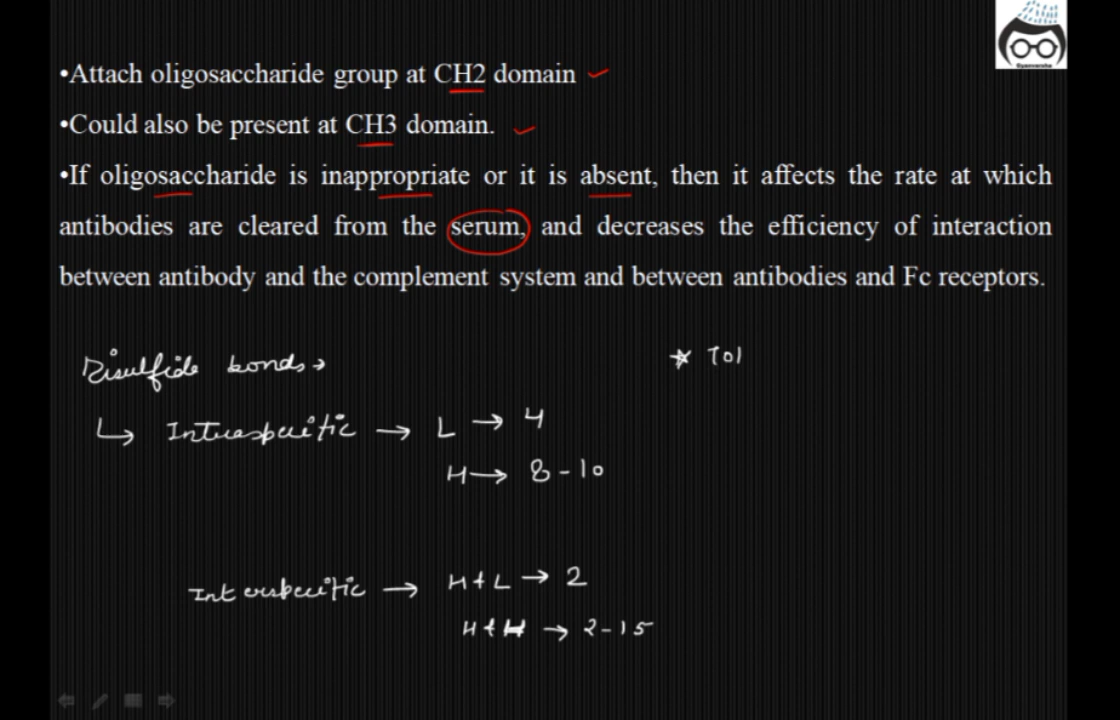 •Attach oligosaccharide group at CH2 domain
•Could also be present at CH3 domain.
•If oligosaccharide is inappropriate or it is absent, then it affects the rate at which
antibodies are cleared from the serum, and decreases the efficiency of interaction
between antibody and the complement system and between antibodies and Fc receptors.
Disulfide bonds→
* Tol
↳ → L → 4
H → 8-10
→ H+L → 2
H+H → 2-15